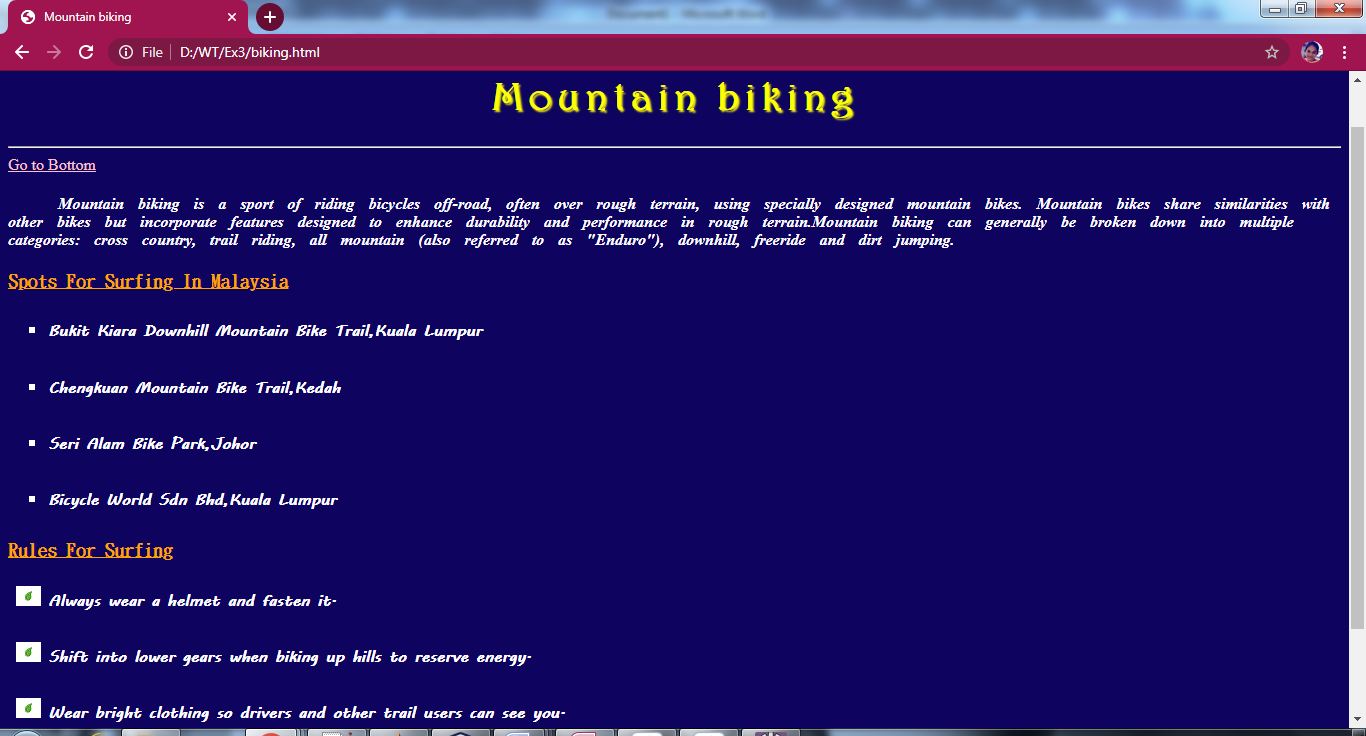 Mountain biking
File D:/WT/Ex3/biking.html
Mountain biking
Go to Bottom
Mountain biking is a sport of riding bicycles off-road, often over rough terrain, using specially designed mountain bikes. Mountain bikes share similarities with
other bikes but incorporate features designed to enhance durability and performance in rough terrain.Mountain biking can generally be broken down into multiple
categories: cross country, trail riding, all mountain (also referred to as "Enduro"), downhill, freeride and dirt jumping.
Spots For Surfing In Malaysia
Bukit Kiara Downhill Mountain Bike Trail,Kuala Lumpur
Chengkuan Mountain Bike Trail,Kedah
Seri Alam Bike Park,Johor
Bicycle World Sdn Bhd,Kuala Lumpur
Rules For Surfing
Always wear a helmet and fasten it.
Shift into lower gears when biking up hills to reserve energy.
Wear bright clothing so drivers and other trail users can see you.